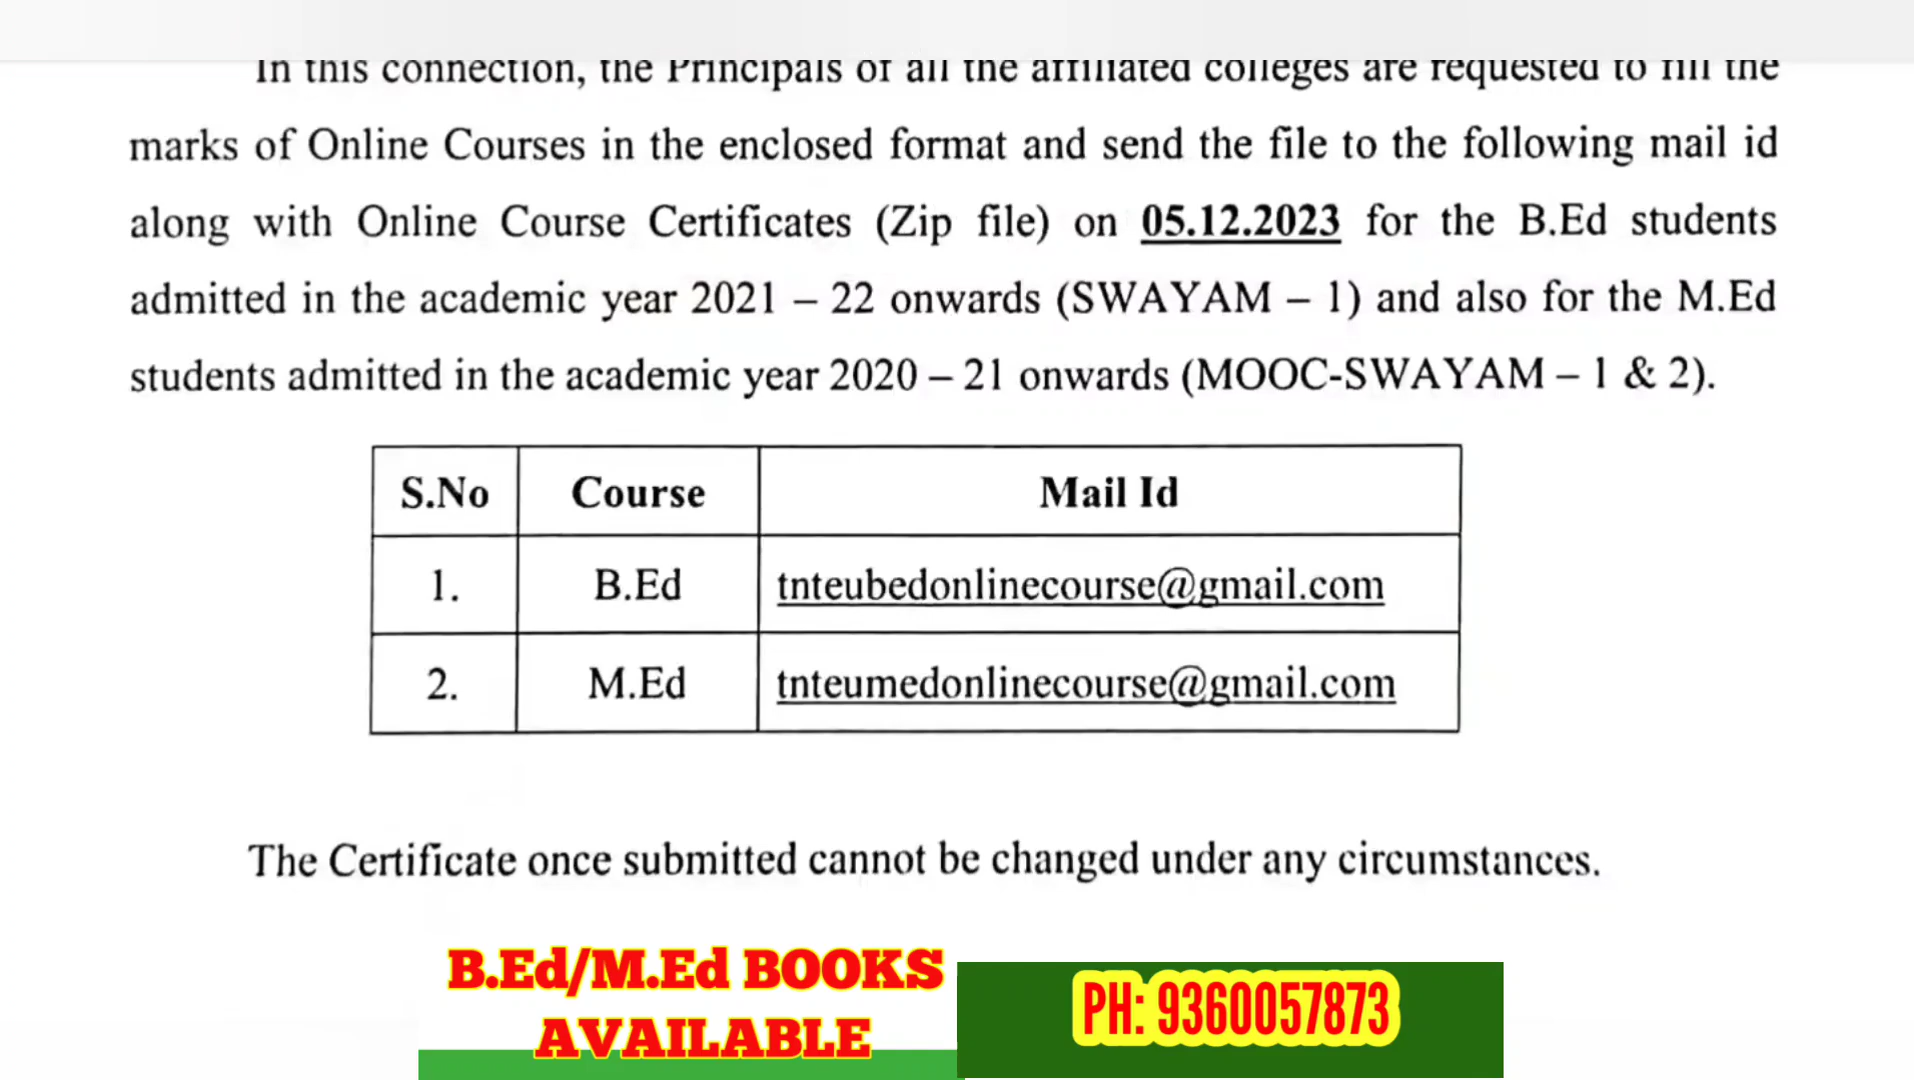 In this connection, the Principals of all the affiliated colleges are requested to fill the
marks of Online Courses in the enclosed format and send the file to the following mail id
along with Online Course Certificates (Zip file) on 05.12.2023 for the B.Ed students
admitted in the academic year 2021 – 22 onwards (SWAYAM – 1) and also for the M.Ed
students admitted in the academic year 2020 – 21 onwards (MOOC-SWAYAM – 1 & 2).
S.No Course Mail Id
1. B.Ed tnteubedonlinecourse@gmail.com
2. M.Ed tnteumedonlinecourse@gmail.com
The Certificate once submitted cannot be changed under any circumstances.
B.Ed/M.Ed BOOKS
AVAILABLE
PH: 9360057873